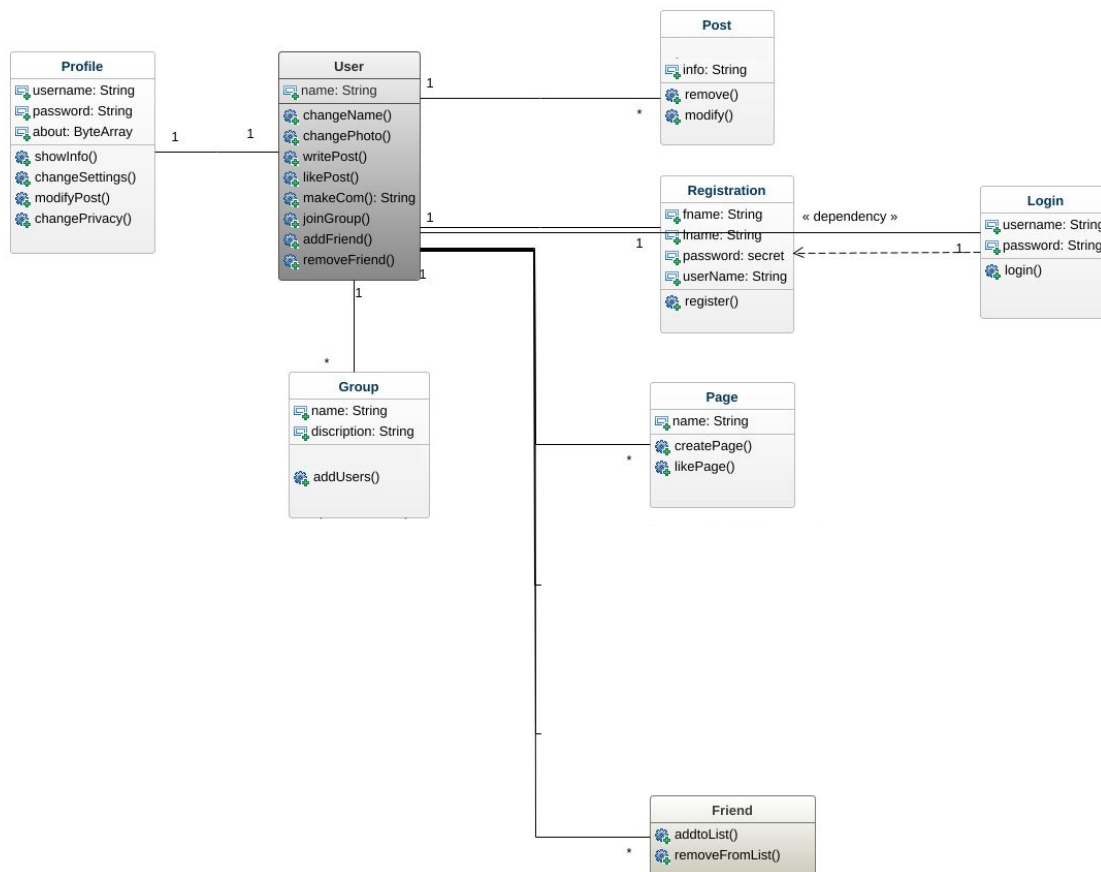 Post
info: String
remove()
modify()
Profile
username: String
password: String
about: ByteArray
showInfo()
changeSettings()
modifyPost()
changePrivacy()
1
1
User
name: String
changeName()
changePhoto()
writePost()
likePost()
makeCom(): String
joinGroup()
addFriend()
removeFriend()
1
*
1
1
1
1
*
Registration
fname: String
lname: String
password: secret
userName: String
register()
« dependency »
1
Login
username: String
password: String
login()
Group
name: String
discription: String
addUsers()
Page
name: String
createPage()
likePage()
*
Friend
addtoList()
removeFromList()
*